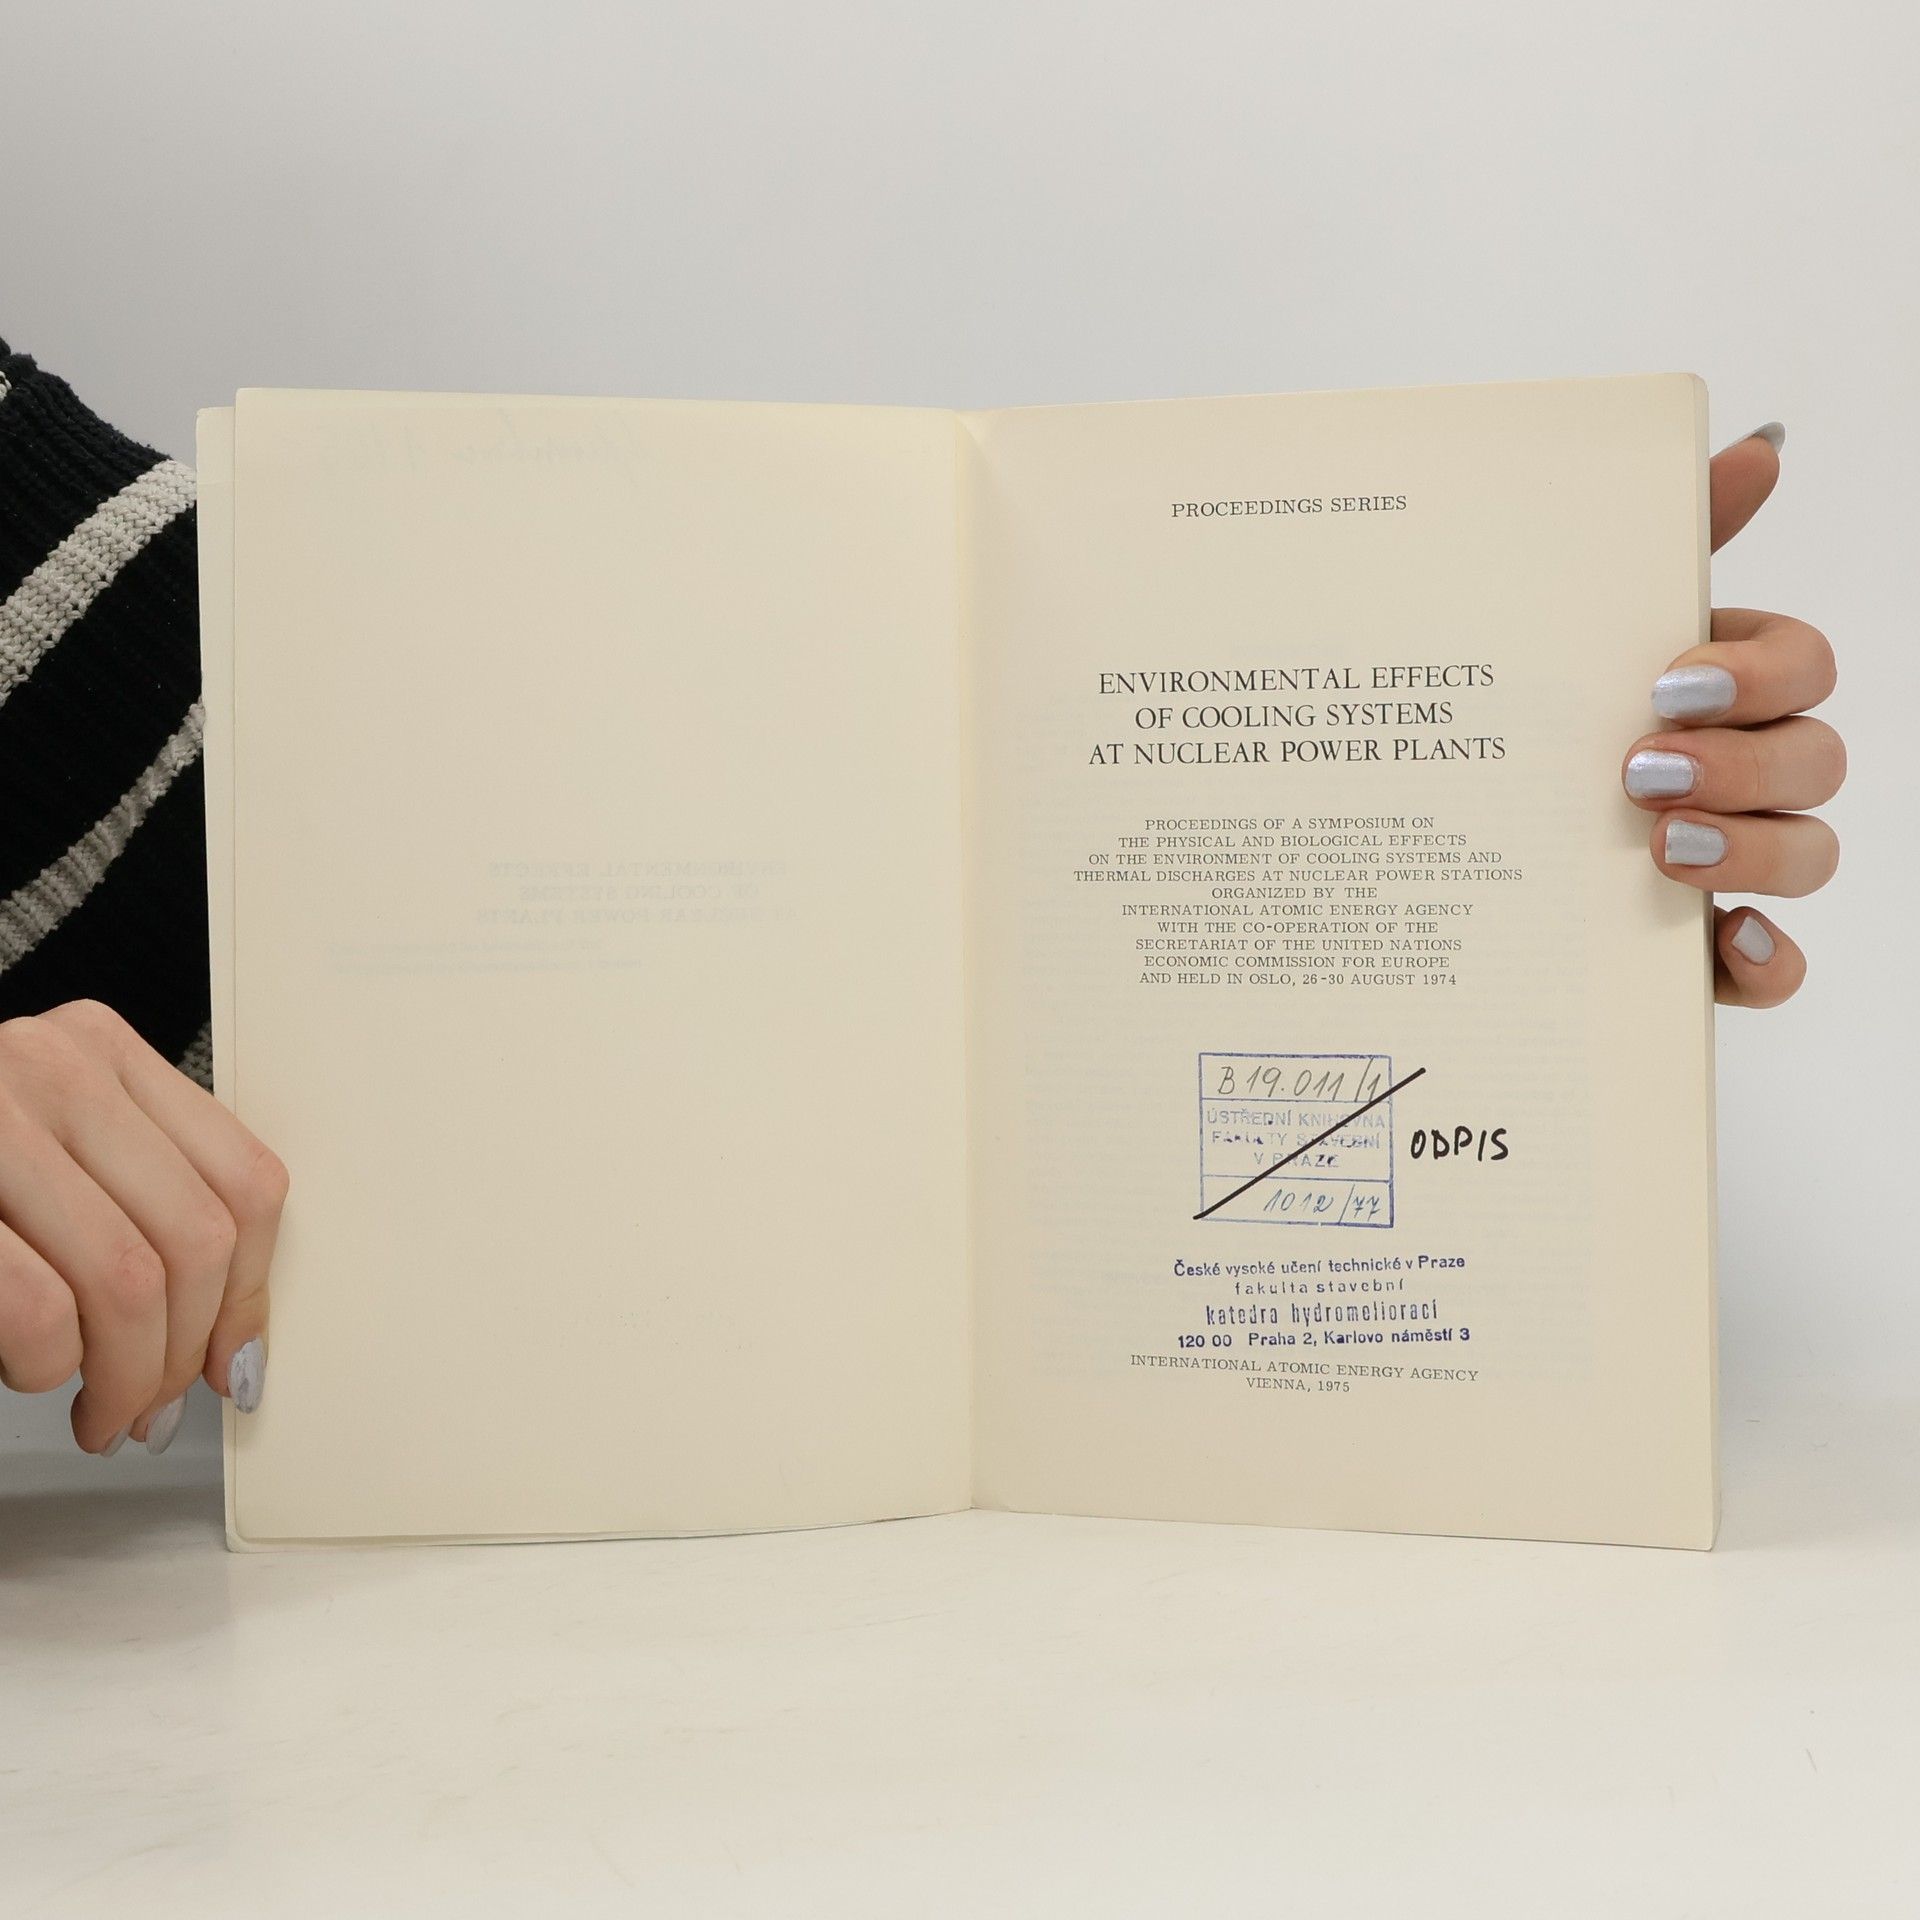 PROCEEDINGS SERIES
ENVIRONMENTAL EFFECTS
OF COOLING SYSTEMS
AT NUCLEAR POWER PLANTS
PROCEEDINGS OF A SYMPOSIUM ON
THE PHYSICAL AND BIOLOGICAL EFFECTS
ON THE ENVIRONMENT OF COOLING SYSTEMS AND
THERMAL DISCHARGES AT NUCLEAR POWER STATIONS
ORGANIZED BY THE
INTERNATIONAL ATOMIC ENERGY AGENCY
WITH THE CO-OPERATION OF THE
SECRETARIAT OF THE UNITED NATIONS
ECONOMIC COMMISSION FOR EUROPE
AND HELD IN OSLO, 26-30 AUGUST 1974
B 19.011/1
ÚSTŘEDNÍ KNIHOVNA
FAKULTY STAVEBNÍ
V PRAZE
1012/77
ODPIS
České vysoké učení technické v Praze
fakulta stavební
katedra hydromeliorací
120 00 Praha 2, Karlovo náměstí 3
INTERNATIONAL ATOMIC ENERGY AGENCY
VIENNA, 1975